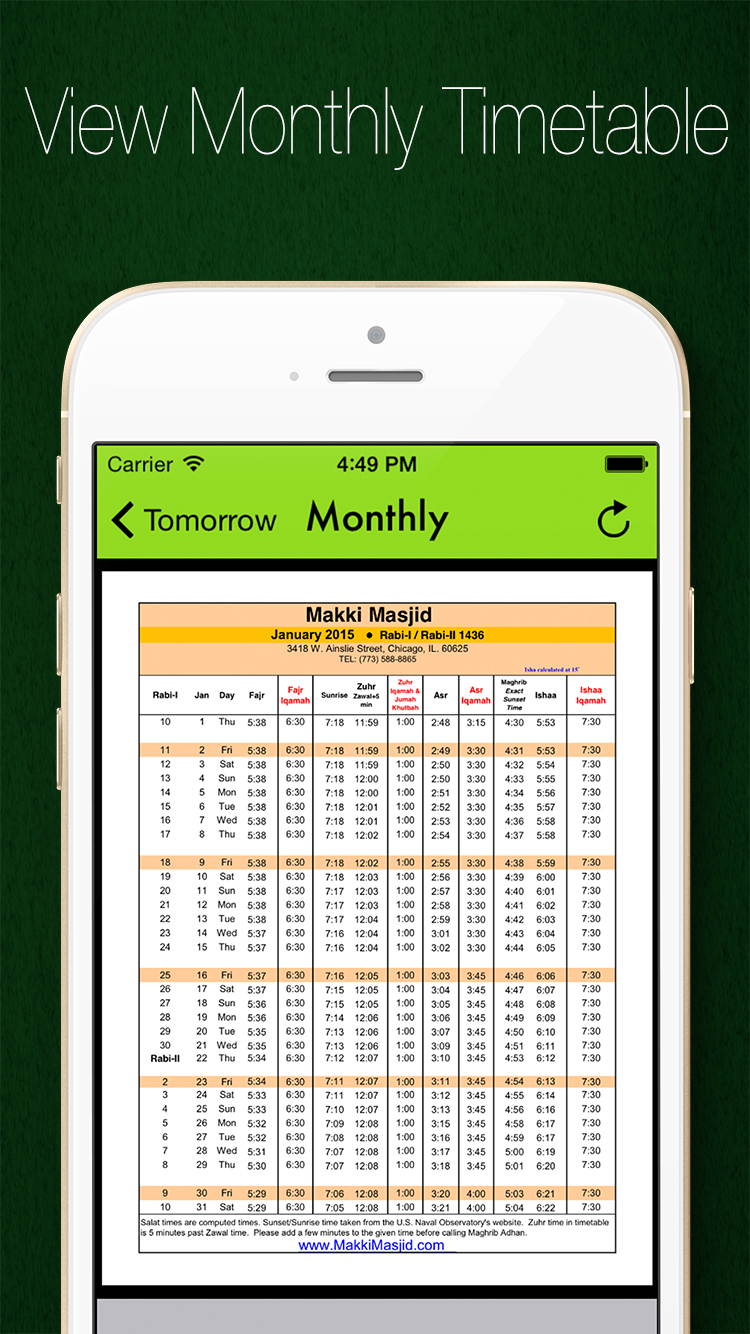 View Monthly Timetable
Carrier 4:49 PM
Tomorrow Monthly
Makki Masjid
January 2015 ● Rabi-I / Rabi-II 1436
3418 W. Ainslie Street, Chicago, IL. 60625
TEL: (773) 588-8865
Isha calculated at 15°
Rabi-I Jan Day Fajr Fajr Iqamah Sunrise Zuhr Zawal+5 min Zuhr Iqamah & Jumah Khutbah Asr Asr Iqamah Maghrib Exact Sunset Time Ishaa Ishaa Iqamah
10 1 Thu 5:38 6:30 7:18 11:59 1:00 2:48 3:15 4:30 5:53 7:30
11 2 Fri 5:38 6:30 7:18 11:59 1:00 2:49 3:30 4:31 5:53 7:30
12 3 Sat 5:38 6:30 7:18 11:59 1:00 2:50 3:30 4:32 5:54 7:30
13 4 Sun 5:38 6:30 7:18 12:00 1:00 2:50 3:30 4:33 5:55 7:30
14 5 Mon 5:38 6:30 7:18 12:00 1:00 2:51 3:30 4:34 5:56 7:30
15 6 Tue 5:38 6:30 7:18 12:01 1:00 2:52 3:30 4:35 5:57 7:30
16 7 Wed 5:38 6:30 7:18 12:01 1:00 2:53 3:30 4:36 5:58 7:30
17 8 Thu 5:38 6:30 7:18 12:02 1:00 2:54 3:30 4:37 5:58 7:30
18 9 Fri 5:38 6:30 7:18 12:02 1:00 2:55 3:30 4:38 5:59 7:30
19 10 Sat 5:38 6:30 7:18 12:03 1:00 2:56 3:30 4:39 6:00 7:30
20 11 Sun 5:38 6:30 7:17 12:03 1:00 2:57 3:30 4:40 6:01 7:30
21 12 Mon 5:38 6:30 7:17 12:03 1:00 2:58 3:30 4:41 6:02 7:30
22 13 Tue 5:38 6:30 7:17 12:04 1:00 2:59 3:30 4:42 6:03 7:30
23 14 Wed 5:37 6:30 7:16 12:04 1:00 3:01 3:30 4:43 6:04 7:30
24 15 Thu 5:37 6:30 7:16 12:04 1:00 3:02 3:30 4:44 6:05 7:30
25 16 Fri 5:37 6:30 7:16 12:05 1:00 3:03 3:45 4:46 6:06 7:30
26 17 Sat 5:37 6:30 7:15 12:05 1:00 3:04 3:45 4:47 6:07 7:30
27 18 Sun 5:36 6:30 7:15 12:05 1:00 3:05 3:45 4:48 6:08 7:30
28 19 Mon 5:36 6:30 7:14 12:06 1:00 3:06 3:45 4:49 6:09 7:30
29 20 Tue 5:35 6:30 7:13 12:06 1:00 3:07 3:45 4:50 6:10 7:30
30 21 Wed 5:35 6:30 7:13 12:06 1:00 3:09 3:45 4:51 6:11 7:30
Rabi-II 22 Thu 5:34 6:30 7:12 12:07 1:00 3:10 3:45 4:53 6:12 7:30
2 23 Fri 5:34 6:30 7:11 12:07 1:00 3:11 3:45 4:54 6:13 7:30
3 24 Sat 5:33 6:30 7:11 12:07 1:00 3:12 3:45 4:55 6:14 7:30
4 25 Sun 5:33 6:30 7:10 12:07 1:00 3:13 3:45 4:56 6:16 7:30
5 26 Mon 5:32 6:30 7:09 12:08 1:00 3:15 3:45 4:58 6:17 7:30
6 27 Tue 5:32 6:30 7:08 12:08 1:00 3:16 3:45 4:59 6:17 7:30
7 28 Wed 5:31 6:30 7:07 12:08 1:00 3:17 3:45 5:00 6:19 7:30
8 29 Thu 5:30 6:30 7:07 12:08 1:00 3:18 3:45 5:01 6:20 7:30
9 30 Fri 5:29 6:30 7:06 12:08 1:00 3:20 4:00 5:03 6:21 7:30
10 31 Sat 5:29 6:30 7:05 12:08 1:00 3:21 4:00 5:04 6:22 7:30
Salat times are computed times. Sunset/Sunrise time taken from the U.S. Naval Observatory's website. Zuhr time in timetable
is 5 minutes past Zawal time. Please add a few minutes to the given time before calling Maghrib Adhan.
www.MakkiMasjid.com